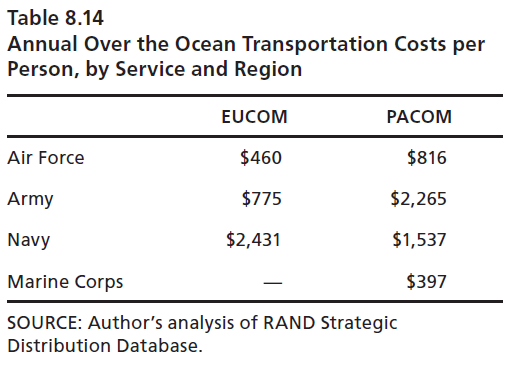 Table 8.14
Annual Over the Ocean Transportation Costs per
Person, by Service and Region
EUCOM PACOM
Air Force $460 $816
Army $775 $2,265
Navy $2,431 $1,537
Marine Corps — $397
SOURCE: Author’s analysis of RAND Strategic
Distribution Database.